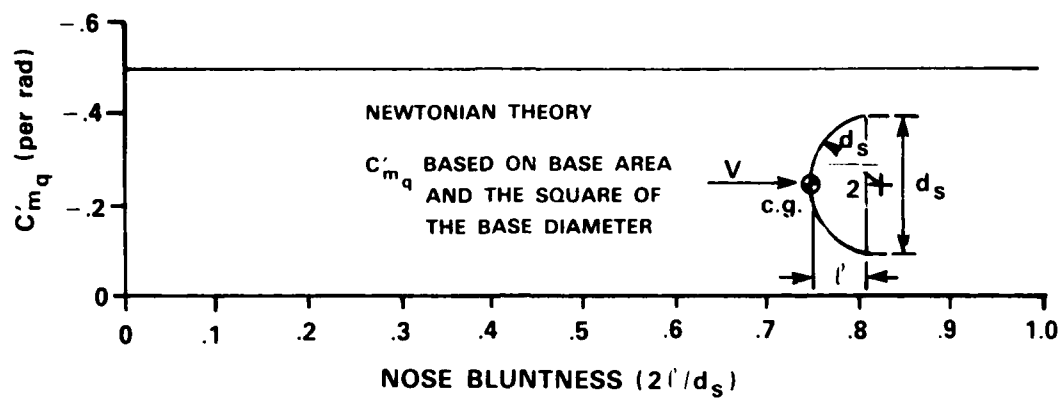 C'mq (per rad)
-.6
-.4
-.2
0
NEWTONIAN THEORY
C'mq BASED ON BASE AREA
AND THE SQUARE OF
THE BASE DIAMETER
V
c.g.
ds
2
ds
l'
0 .1 .2 .3 .4 .5 .6 .7 .8 .9 1.0
NOSE BLUNTNESS (2l'/ds)